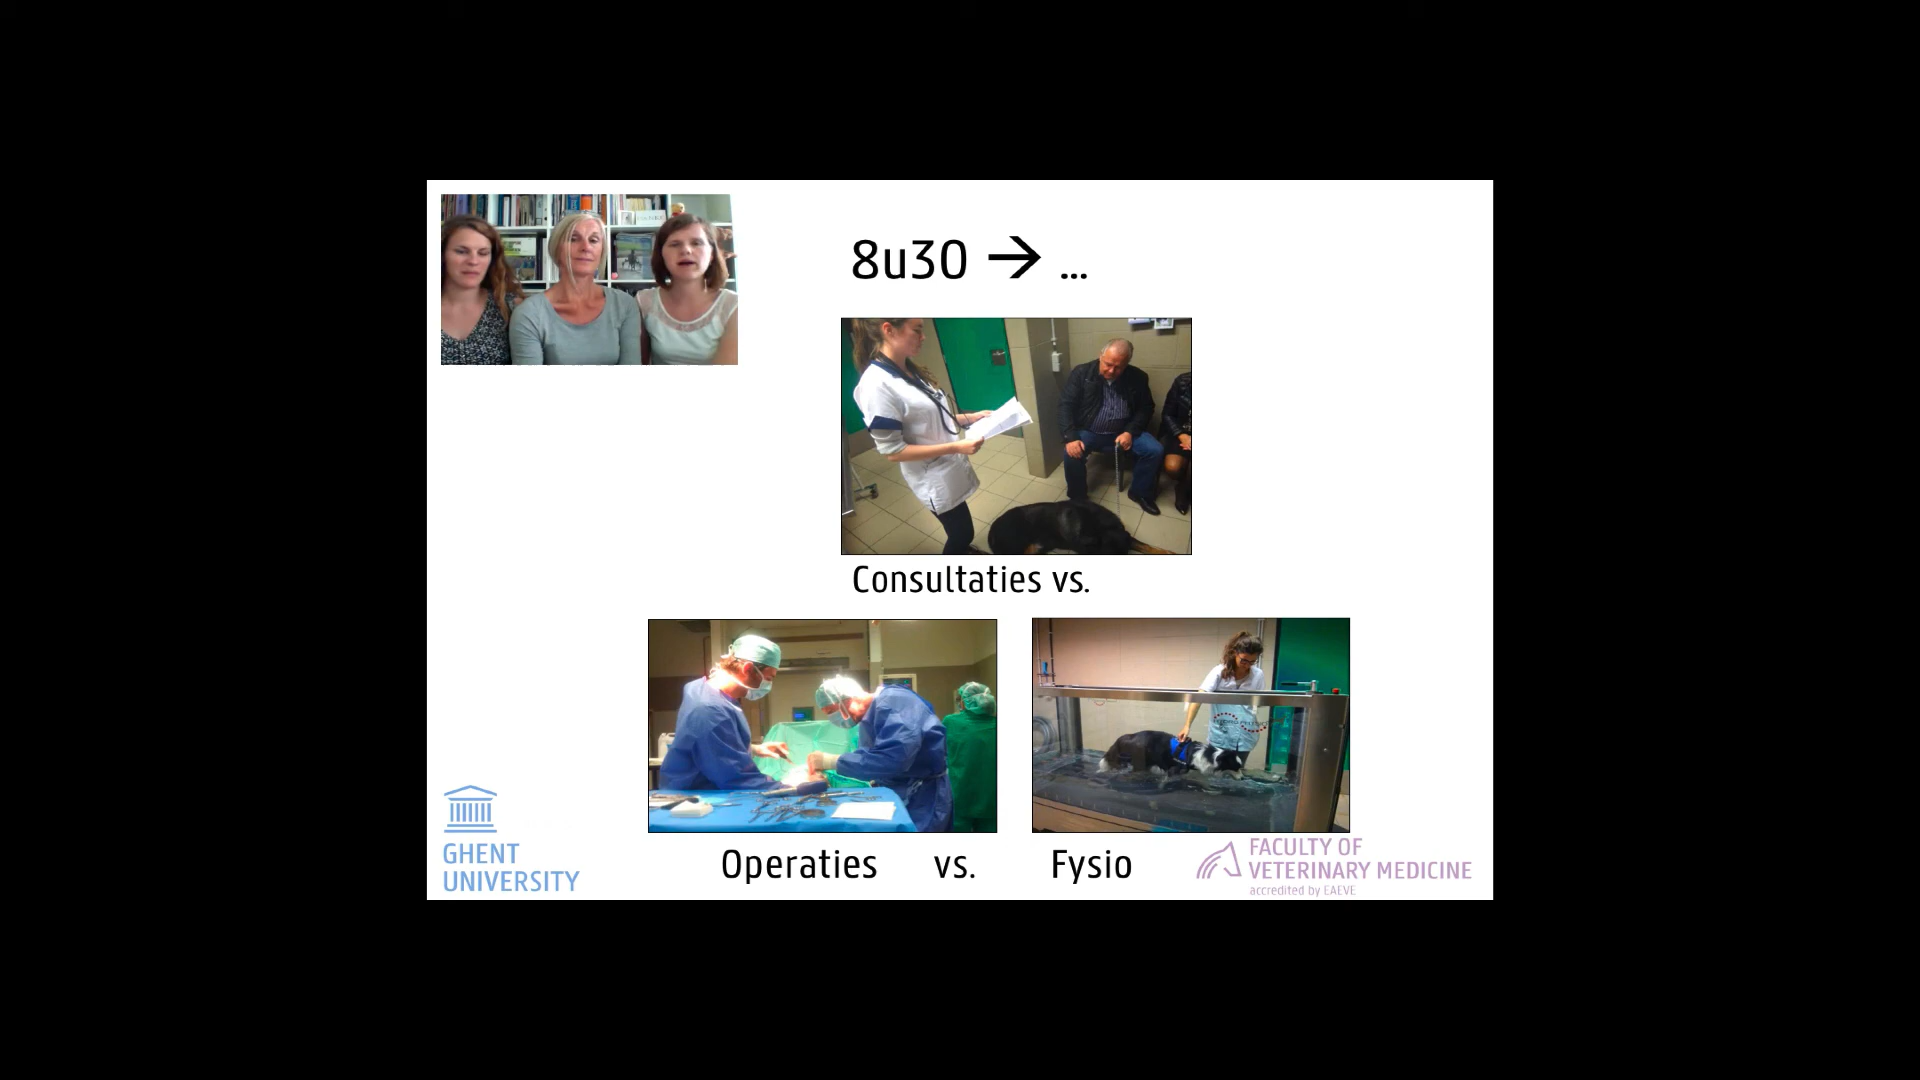 8u30 → ...
Consultaties vs.
Operaties vs. Fysio
GHENT
UNIVERSITY
FACULTY OF
VETERINARY MEDICINE
accredited by EAEVE